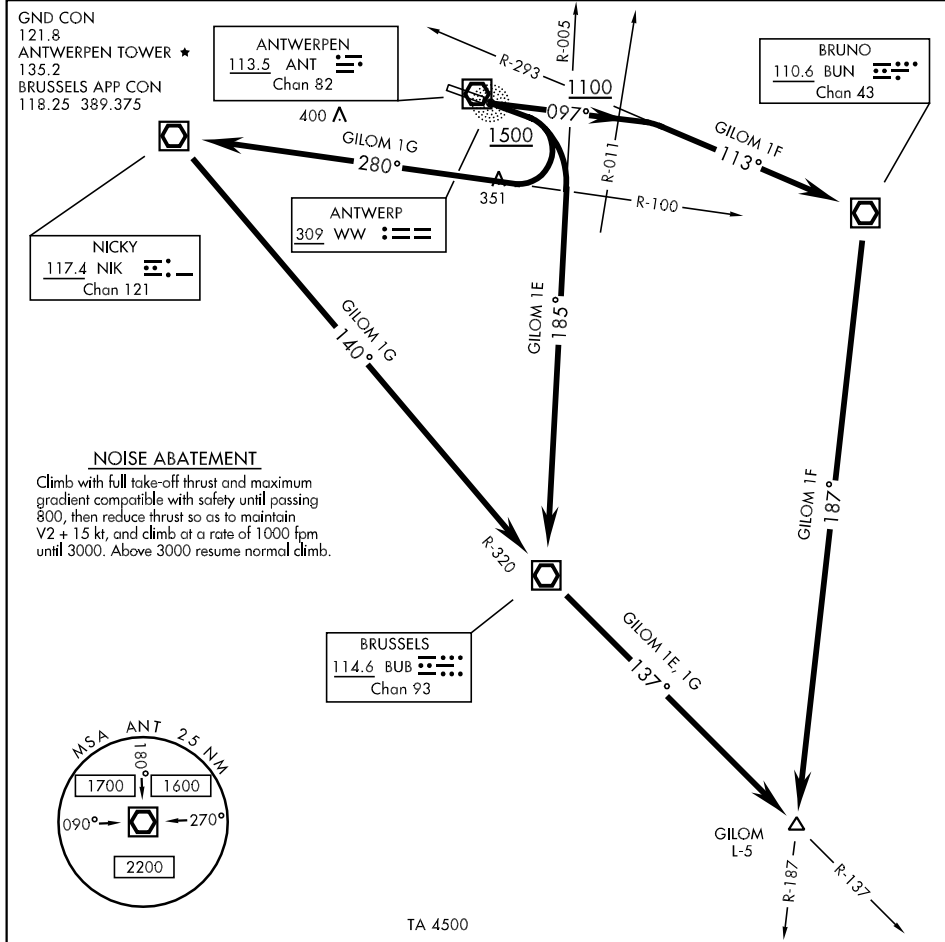 GND CON
121.8
ANTWERPEN TOWER ★
135.2
BRUSSELS APP CON
118.25 389.375
ANTWERPEN
113.5 ANT
Chan 82
BRUNO
110.6 BUN
Chan 43
R-293
R-005
1100
097°
R-011
GILOM 1F
113°
400
1500
GILOM 1G
280°
351
R-100
ANTWERP
309 WW
NICKY
117.4 NIK
Chan 121
GILOM 1G
140°
GILOM 1E
185°
GILOM 1F
187°
NOISE ABATEMENT
Climb with full take-off thrust and maximum
gradient compatible with safety until passing
800, then reduce thrust so as to maintain
V2 + 15 kt, and climb at a rate of 1000 fpm
until 3000. Above 3000 resume normal climb.
R-320
BRUSSELS
114.6 BUB
Chan 93
GILOM 1E, 1G
137°
MSA ANT 25 NM
180°
1700
1600
090°
270°
2200
GILOM
L-5
R-187
R-137
TA 4500